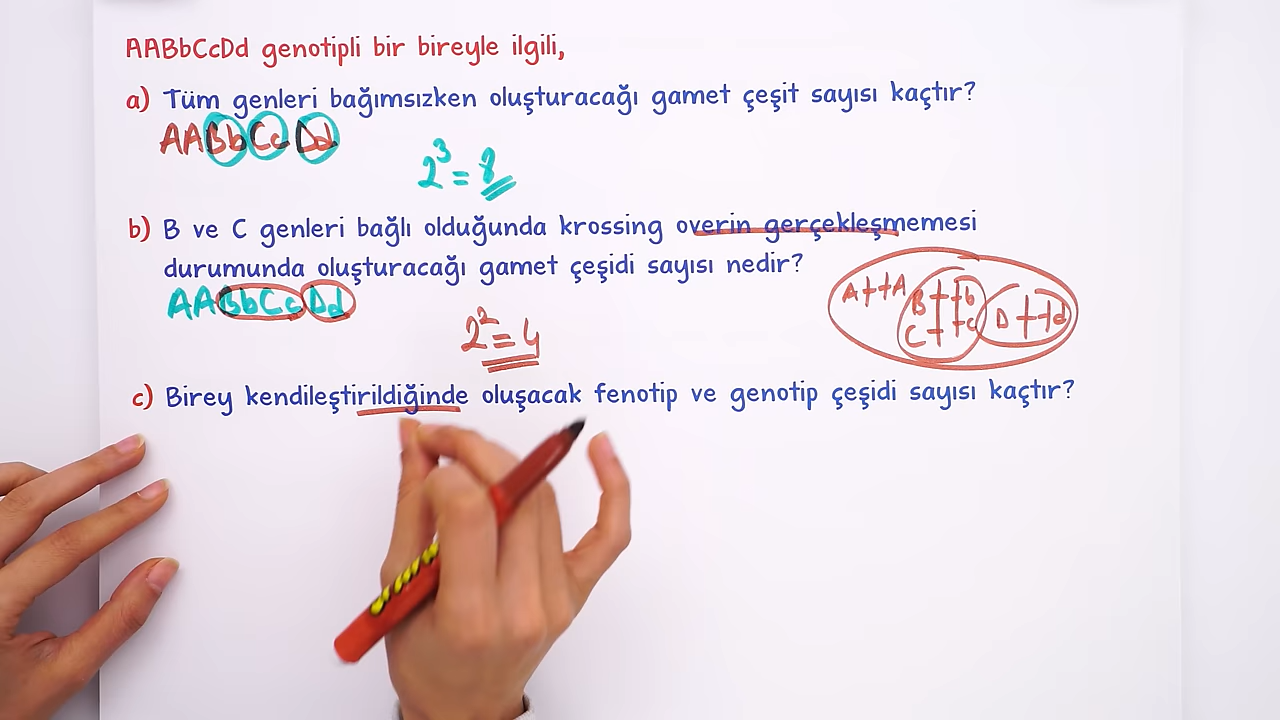 AABbCcDd genotipli bir bireyle ilgili,
a) Tüm genleri bağımsızken oluşturacağı gamet çeşit sayısı kaçtır?
AABbCcDd
2³ = 8
b) B ve C genleri bağlı olduğunda krossing overin gerçekleşmemesi
durumunda oluşturacağı gamet çeşidi sayısı nedir?
AABbCcDd
2² = 4
A A B b D d
C c
c) Birey kendileştirildiğinde oluşacak fenotip ve genotip çeşidi sayısı kaçtır?